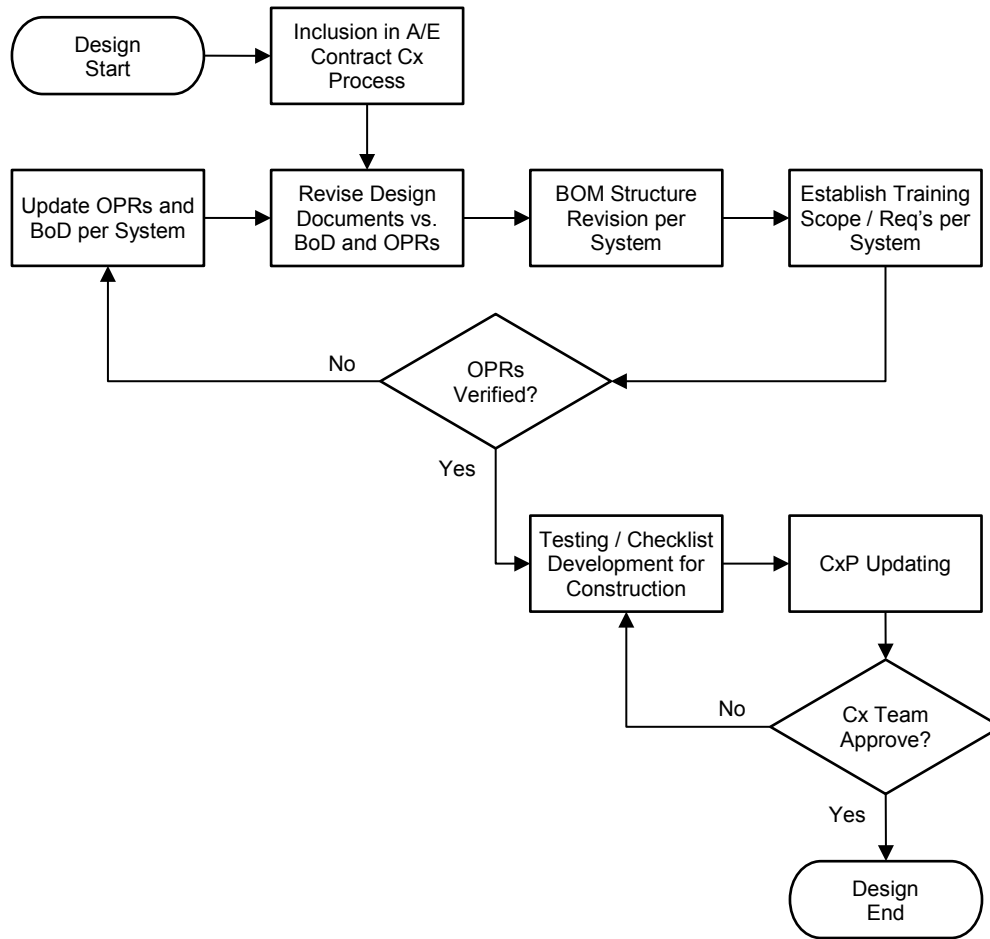 Design
Start
Inclusion in A/E
Contract Cx
Process
Update OPRs and
BoD per System
Revise Design
Documents vs.
BoD and OPRs
BOM Structure
Revision per
System
Establish Training
Scope / Req's per
System
No
OPRs
Verified?
Yes
Testing / Checklist
Development for
Construction
CxP Updating
No
Cx Team
Approve?
Yes
Design
End